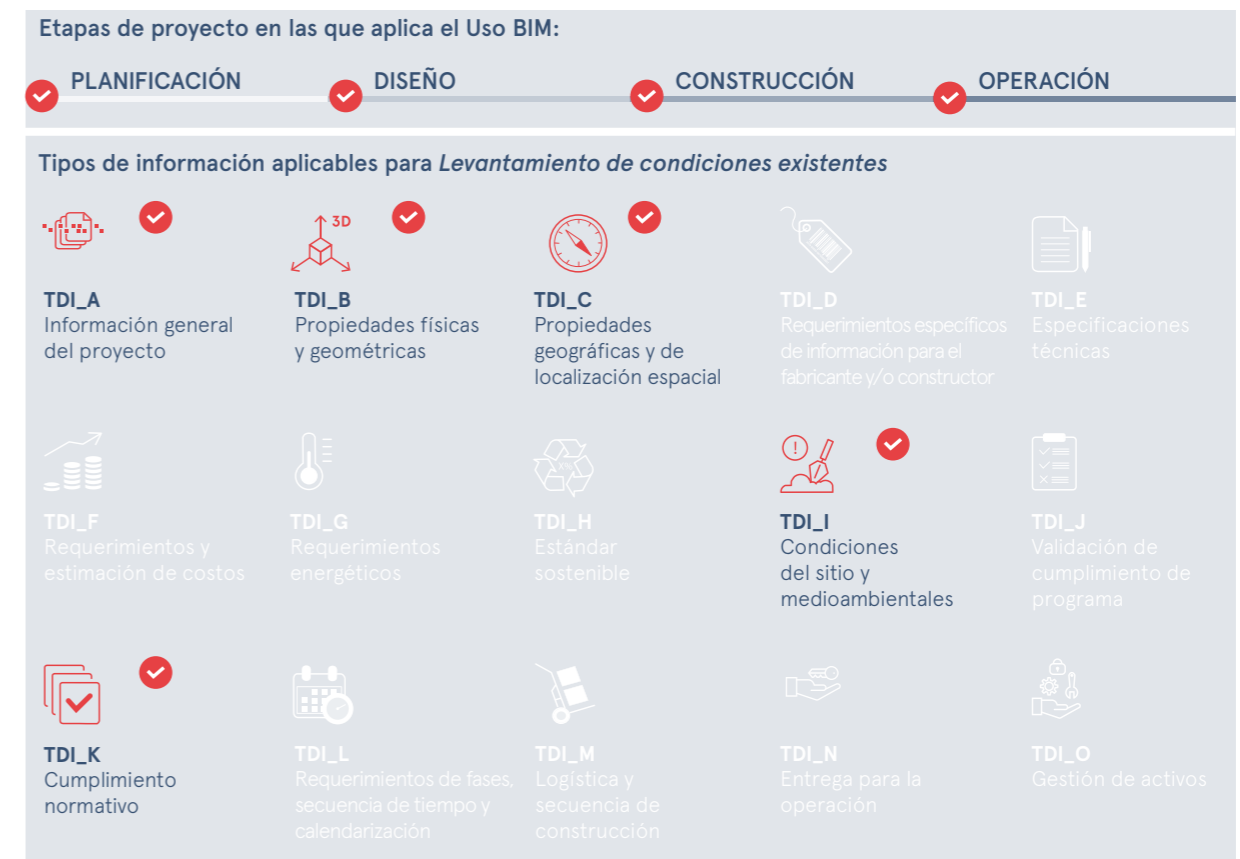 Etapas de proyecto en las que aplica el Uso BIM:
PLANIFICACIÓN
DISEÑO
CONSTRUCCIÓN
OPERACIÓN
Tipos de información aplicables para Levantamiento de condiciones existentes
3D
TDI_A
Información general
del proyecto
TDI_B
Propiedades físicas
y geométricas
TDI_C
Propiedades
geográficas y de
localización espacial
TDI_D
Requerimientos específicos
de información para el
fabricante y/o constructor
TDI_E
Especificaciones
técnicas
TDI_F
Requerimientos y
estimación de costos
TDI_G
Requerimientos
energéticos
TDI_H
Estándar
sostenible
TDI_I
Condiciones
del sitio y
medioambientales
TDI_J
Validación de
cumplimiento de
programa
TDI_K
Cumplimiento
normativo
TDI_L
Requerimientos de fases,
secuencia de tiempo y
calendarización
TDI_M
Logística y
secuencia de
construcción
TDI_N
Entrega para la
operación
TDI_O
Gestión de activos